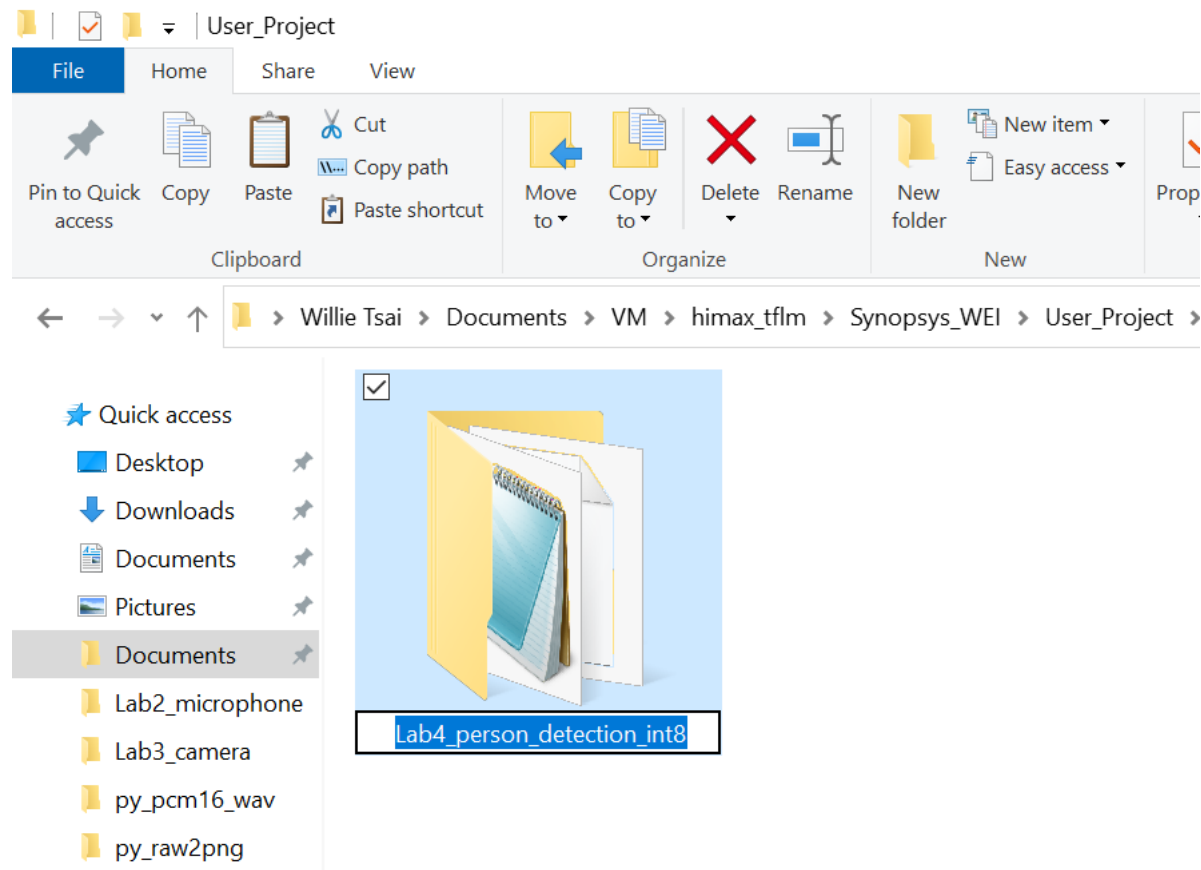 User_Project
File Home Share View
Pin to Quick access
Copy
Paste
Cut
Copy path
Paste shortcut
Clipboard
Move to
Copy to
Delete
Rename
Organize
New folder
New item
Easy access
New
Prop
Willie Tsai > Documents > VM > himax_tflm > Synopsys_WEI > User_Project >
Quick access
Desktop
Downloads
Documents
Pictures
Documents
Lab2_microphone
Lab3_camera
py_pcm16_wav
py_raw2png
Lab4_person_detection_int8